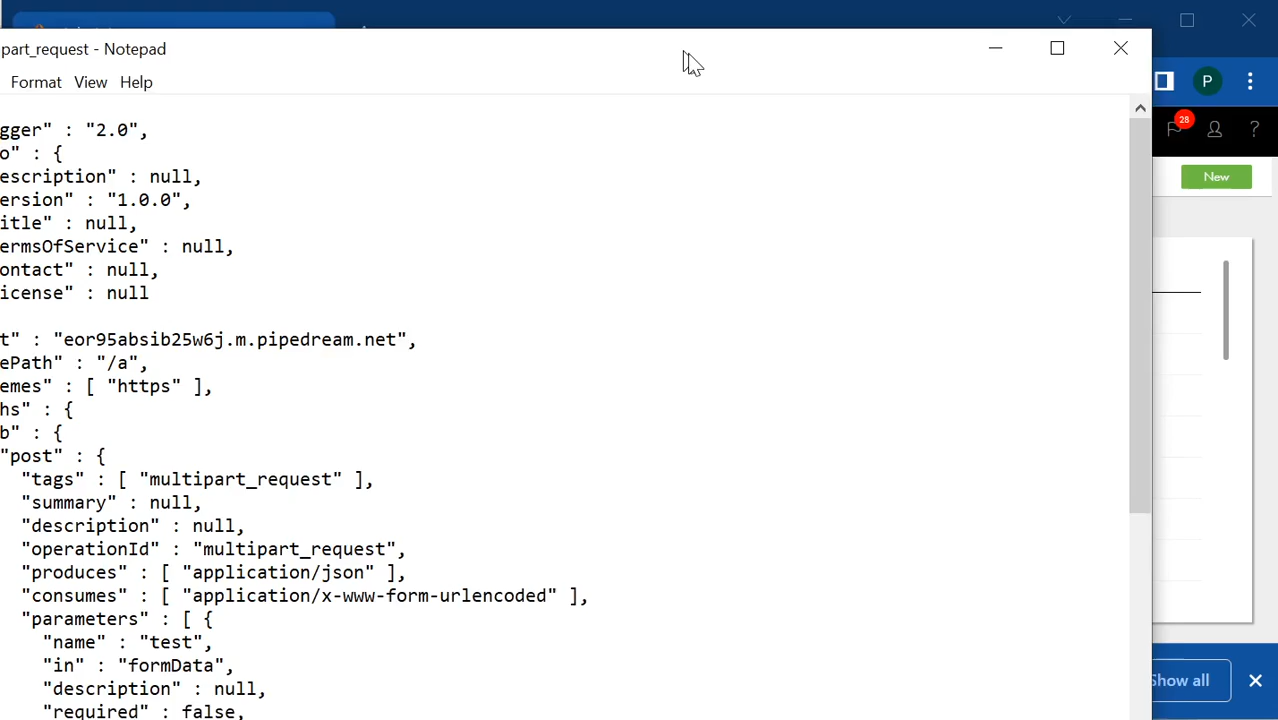 part_request - Notepad
Format View Help
gger" : "2.0",
o" : {
escription" : null,
ersion" : "1.0.0",
itle" : null,
ermsOfService" : null,
ontact" : null,
icense" : null
t" : "eor95absib25w6j.m.pipedream.net",
ePath" : "/a",
emes" : [ "https" ],
hs" : {
b" : {
"post" : {
"tags" : [ "multipart_request" ],
"summary" : null,
"description" : null,
"operationId" : "multipart_request",
"produces" : [ "application/json" ],
"consumes" : [ "application/x-www-form-urlencoded" ],
"parameters" : [ {
"name" : "test",
"in" : "formData",
"description" : null,
"required" : false,
P
28
?
New
Show all